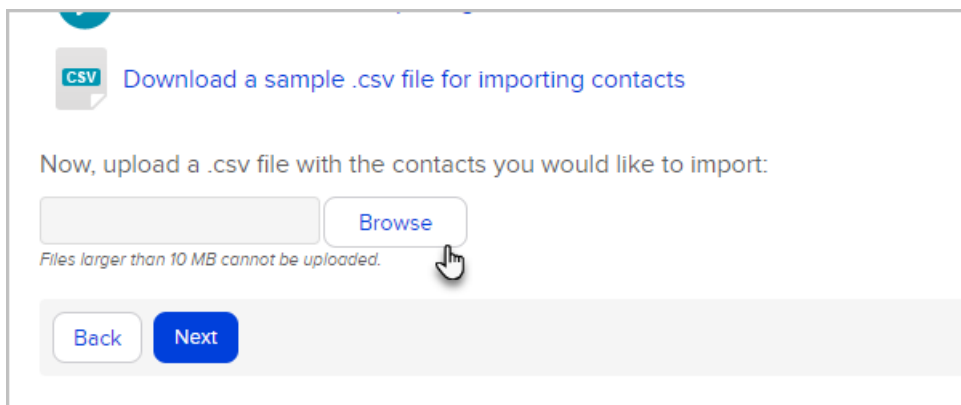 CSV
Download a sample .csv file for importing contacts
Now, upload a .csv file with the contacts you would like to import:
Browse
Files larger than 10 MB cannot be uploaded.
Back
Next